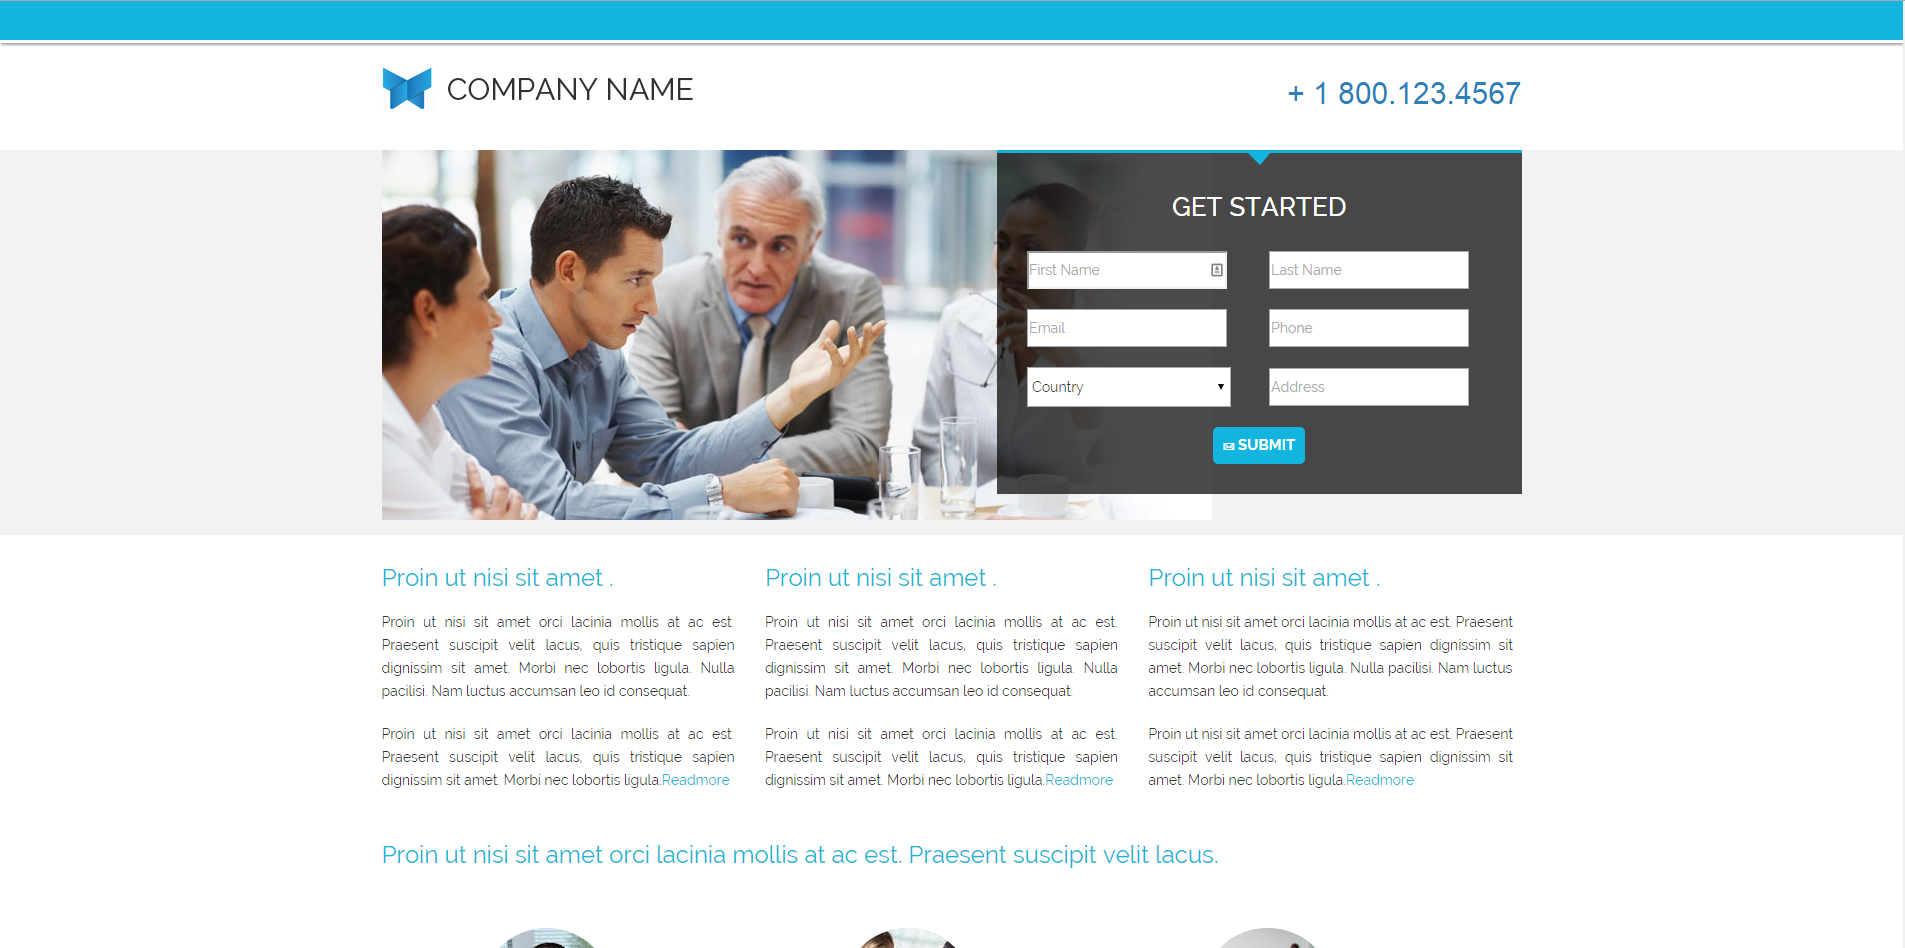 COMPANY NAME
+ 1 800.123.4567
GET STARTED
First Name
Last Name
Email
Phone
Country
Address
SUBMIT
Proin ut nisi sit amet .
Proin ut nisi sit amet orci lacinia mollis at ac est.
Praesent suscipit velit lacus, quis tristique sapien
dignissim sit amet. Morbi nec lobortis ligula. Nulla
pacilisi. Nam luctus accumsan leo id consequat.
Proin ut nisi sit amet orci lacinia mollis at ac est.
Praesent suscipit velit lacus, quis tristique sapien
dignissim sit amet. Morbi nec lobortis ligula.Readmore
Proin ut nisi sit amet .
Proin ut nisi sit amet orci lacinia mollis at ac est.
Praesent suscipit velit lacus, quis tristique sapien
dignissim sit amet. Morbi nec lobortis ligula. Nulla
pacilisi. Nam luctus accumsan leo id consequat.
Proin ut nisi sit amet orci lacinia mollis at ac est.
Praesent suscipit velit lacus, quis tristique sapien
dignissim sit amet. Morbi nec lobortis ligula.Readmore
Proin ut nisi sit amet .
Proin ut nisi sit amet orci lacinia mollis at ac est. Praesent
suscipit velit lacus, quis tristique sapien dignissim sit
amet. Morbi nec lobortis ligula. Nulla pacilisi. Nam luctus
accumsan leo id consequat.
Proin ut nisi sit amet orci lacinia mollis at ac est. Praesent
suscipit velit lacus, quis tristique sapien dignissim sit
amet. Morbi nec lobortis ligula.Readmore
Proin ut nisi sit amet orci lacinia mollis at ac est. Praesent suscipit velit lacus.